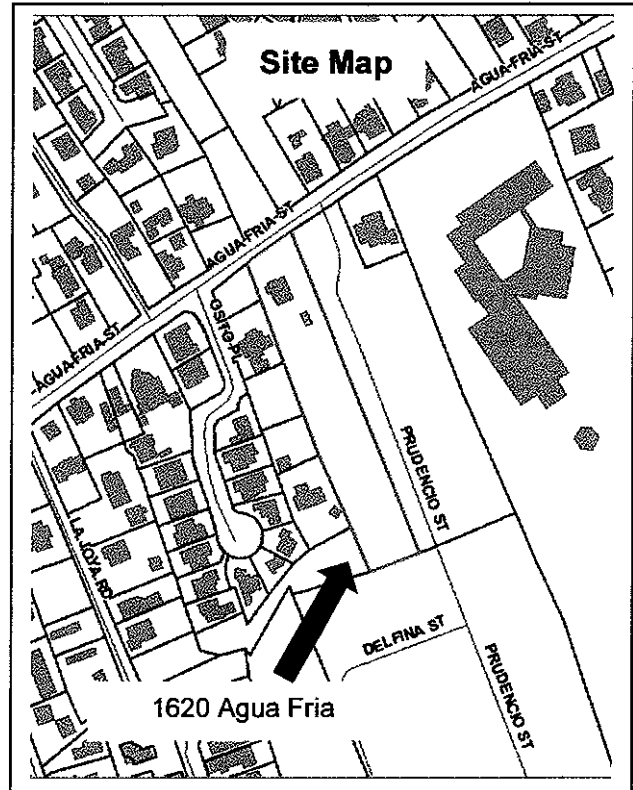 Site Map
AGUA FRIA ST
AGUA FRIA ST
AGUA FRIA ST
OSITO PL
PRUDENCIO ST
LA JOYA RD
DELFINA ST
PRUDENCIO ST
1620 Agua Fria